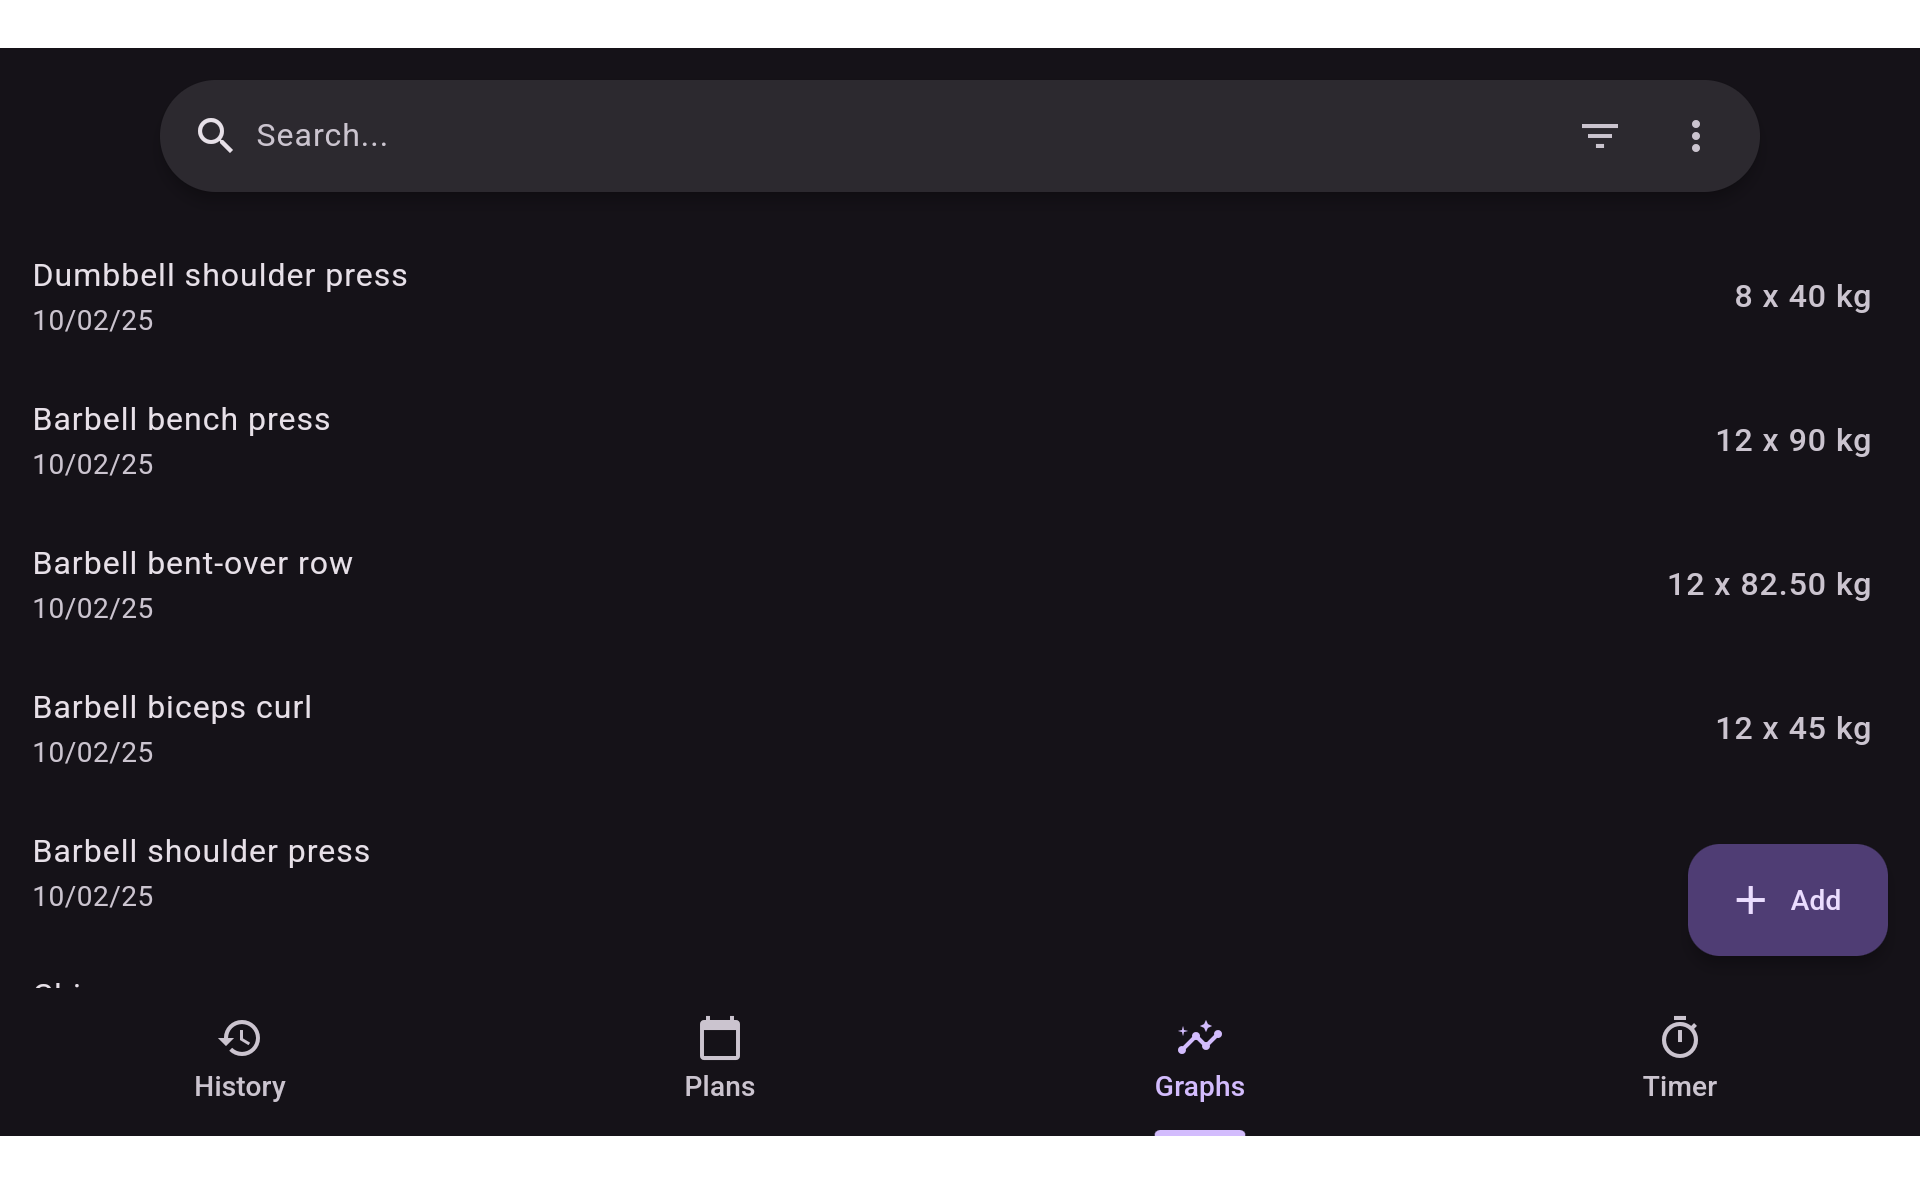 Search...
Dumbbell shoulder press
10/02/25
8 x 40 kg
Barbell bench press
10/02/25
12 x 90 kg
Barbell bent-over row
10/02/25
12 x 82.50 kg
Barbell biceps curl
10/02/25
12 x 45 kg
Barbell shoulder press
10/02/25
Add
History
Plans
Graphs
Timer